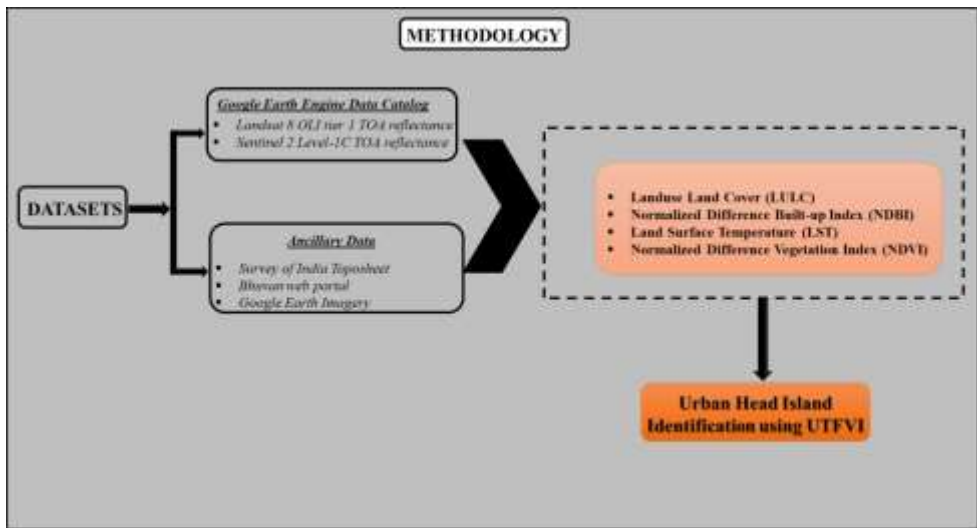 METHODOLOGY
Google Earth Engine Data Catalog
• Landsat 8 OLI tier 1 TOA reflectance
• Sentinel 2 Level-1C TOA reflectance
DATASETS
Ancillary Data
• Survey of India Toposheet
• Bhuvan web portal
• Google Earth Imagery
• Landuse Land Cover (LULC)
• Normalized Difference Built-up Index (NDBI)
• Land Surface Temperature (LST)
• Normalized Difference Vegetation Index (NDVI)
Urban Head Island
Identification using UTFVI